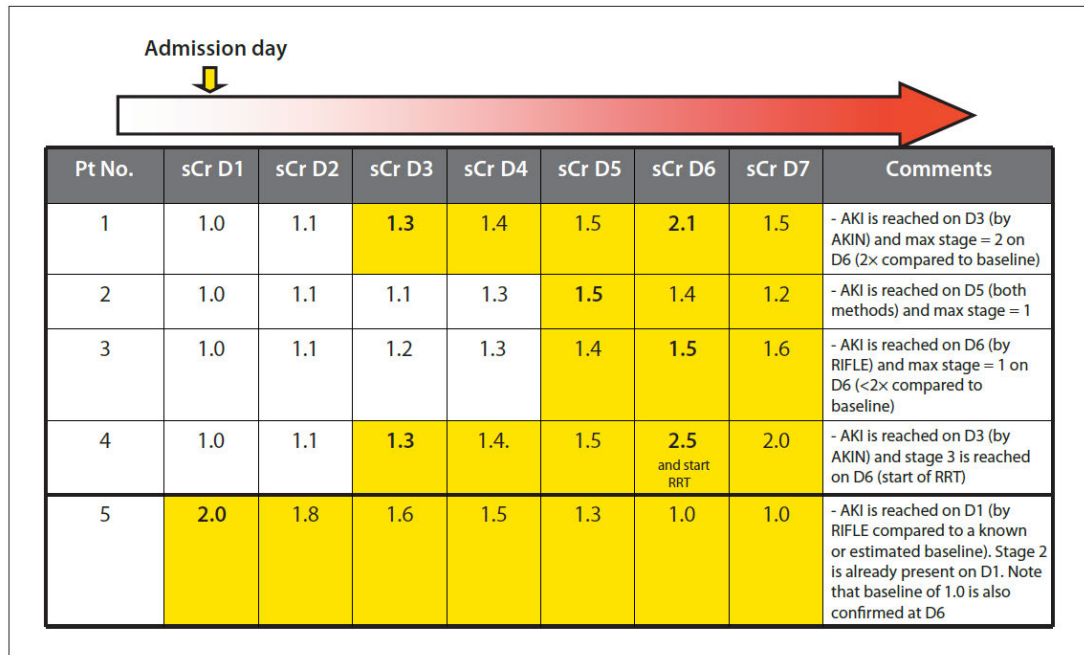 Admission day
Pt No. sCr D1 sCr D2 sCr D3 sCr D4 sCr D5 sCr D6 sCr D7 Comments
1 1.0 1.1 1.3 1.4 1.5 2.1 1.5 - AKI is reached on D3 (by
AKIN) and max stage = 2 on
D6 (2× compared to baseline)
2 1.0 1.1 1.1 1.3 1.5 1.4 1.2 - AKI is reached on D5 (both
methods) and max stage = 1
3 1.0 1.1 1.2 1.3 1.4 1.5 1.6 - AKI is reached on D6 (by
RIFLE) and max stage = 1 on
D6 (<2× compared to
baseline)
4 1.0 1.1 1.3 1.4. 1.5 2.5 2.0 - AKI is reached on D3 (by
and start AKIN) and stage 3 is reached
RRT on D6 (start of RRT)
5 2.0 1.8 1.6 1.5 1.3 1.0 1.0 - AKI is reached on D1 (by
RIFLE compared to a known
or estimated baseline). Stage 2
is already present on D1. Note
that baseline of 1.0 is also
confirmed at D6